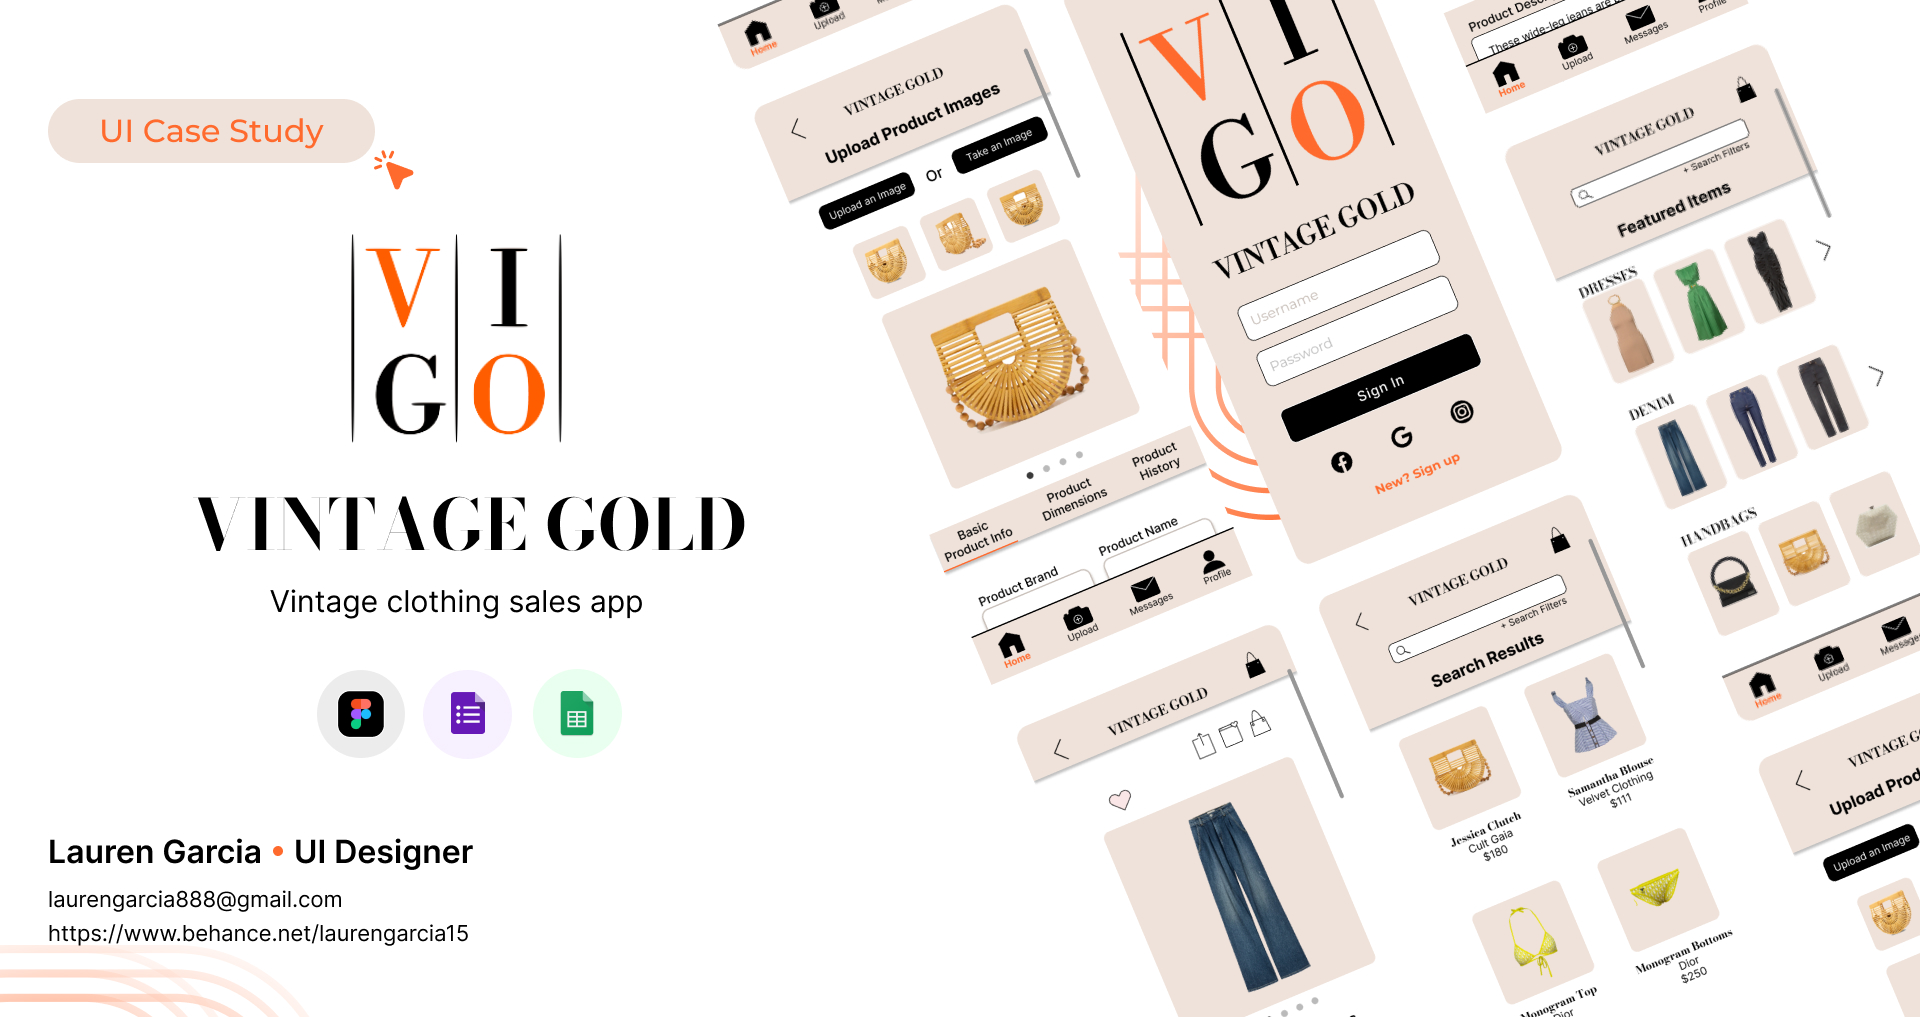 UI Case Study
V I
G O
VINTAGE GOLD
Vintage clothing sales app
Lauren Garcia • UI Designer
laurengarcia888@gmail.com
https://www.behance.net/laurengarcia15
Home
Upload
VINTAGE GOLD
Upload Product Images
Upload an Image
Or
Take an Image
Basic
Product Info
Product
Dimensions
Product
History
Product Brand
Product Name
Home
Upload
Messages
Profile
VINTAGE GOLD
V I
G O
VINTAGE GOLD
Username
Password
Sign In
New? Sign up
VINTAGE GOLD
+ Search Filters
Search Results
Jessica Clutch
Cult Gaia
$180
Samantha Blouse
Velvet Clothing
$111
Monogram Top
Dior
Monogram Bottoms
Dior
$250
These wide-leg jeans are
Home
Upload
Messages
Profile
VINTAGE GOLD
+ Search Filters
Featured Items
DRESSES
DENIM
HANDBAGS
Home
Upload
Messages
VINTAGE
Upload Prod
Upload an Image